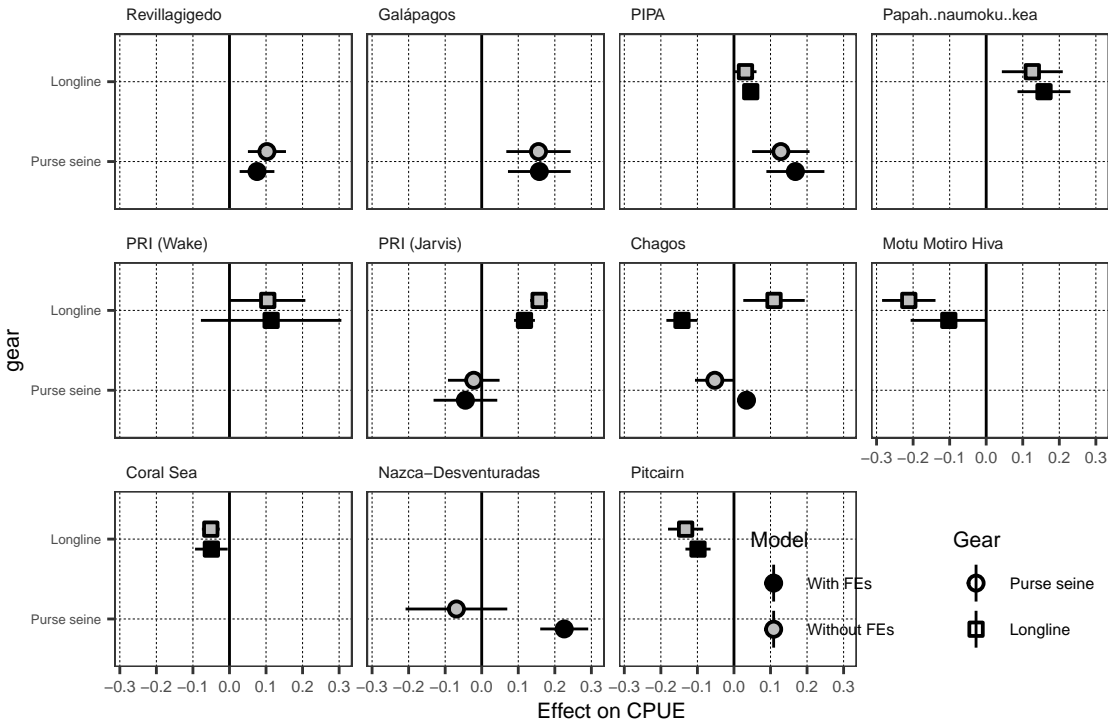 Revillagigedo
Galápagos
PIPA
Papah..naumoku..kea
Longline
Purse seine
PRI (Wake)
PRI (Jarvis)
Chagos
Motu Motiro Hiva
Longline
Purse seine
−0.3 −0.2 −0.1 0.0 0.1 0.2 0.3
Coral Sea
Nazca−Desventuradas
Pitcairn
Longline
Purse seine
−0.3 −0.2 −0.1 0.0 0.1 0.2 0.3
−0.3 −0.2 −0.1 0.0 0.1 0.2 0.3
−0.3 −0.2 −0.1 0.0 0.1 0.2 0.3
gear
Effect on CPUE
Model
With FEs
Without FEs
Gear
Purse seine
Longline